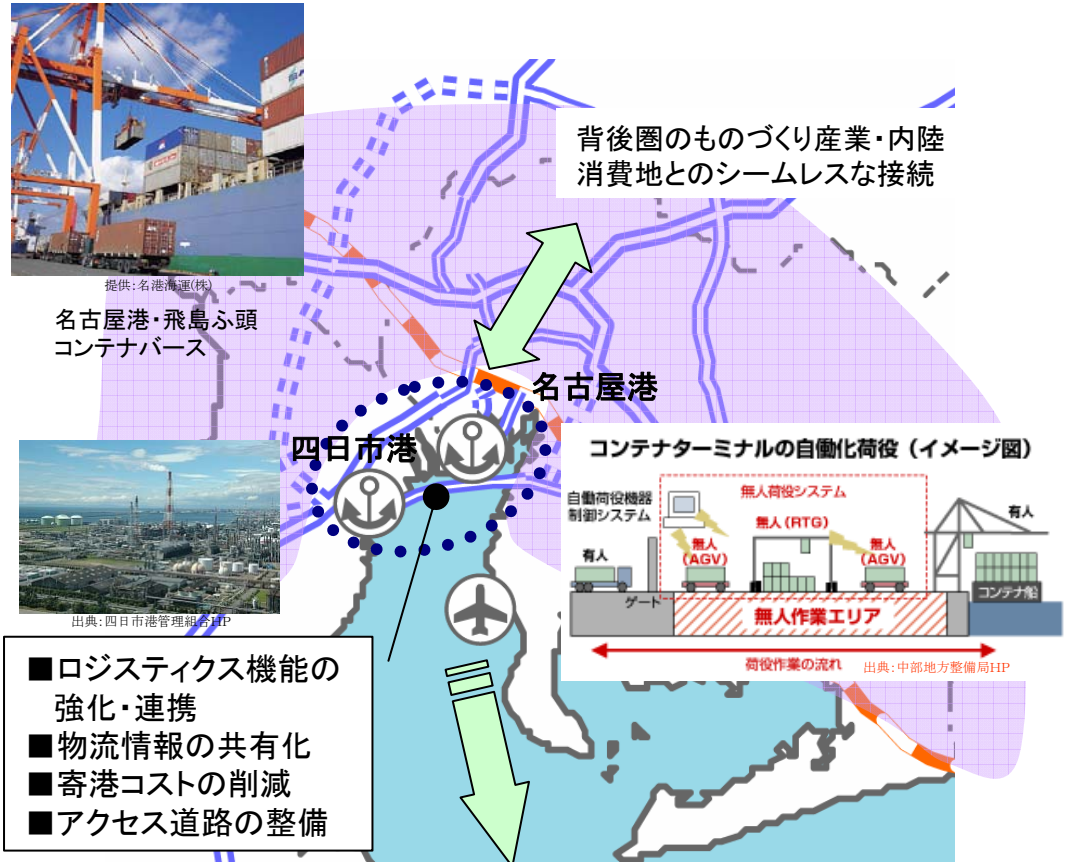 提供:名港海運(株)
名古屋港・飛島ふ頭
コンテナバース
背後圏のものづくり産業・内陸
消費地とのシームレスな接続
名古屋港
四日市港
出典:四日市港管理組合HP
コンテナターミナルの自働化荷役(イメージ図)
自働荷役機器
制御システム
無人荷役システム
無人(RTG)
有人
無人
(AGV)
無人
(AGV)
有人
ゲート
コンテナ船
無人作業エリア
荷役作業の流れ
出典:中部地方整備局HP
■ロジスティクス機能の
強化・連携
■物流情報の共有化
■寄港コストの削減
■アクセス道路の整備